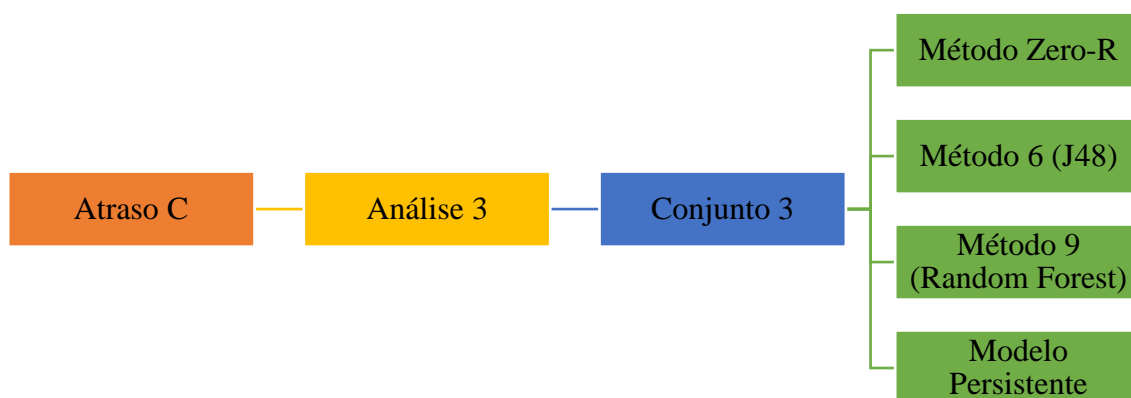 Atraso C
Análise 3
Conjunto 3
Método Zero-R
Método 6 (J48)
Método 9
(Random Forest)
Modelo
Persistente